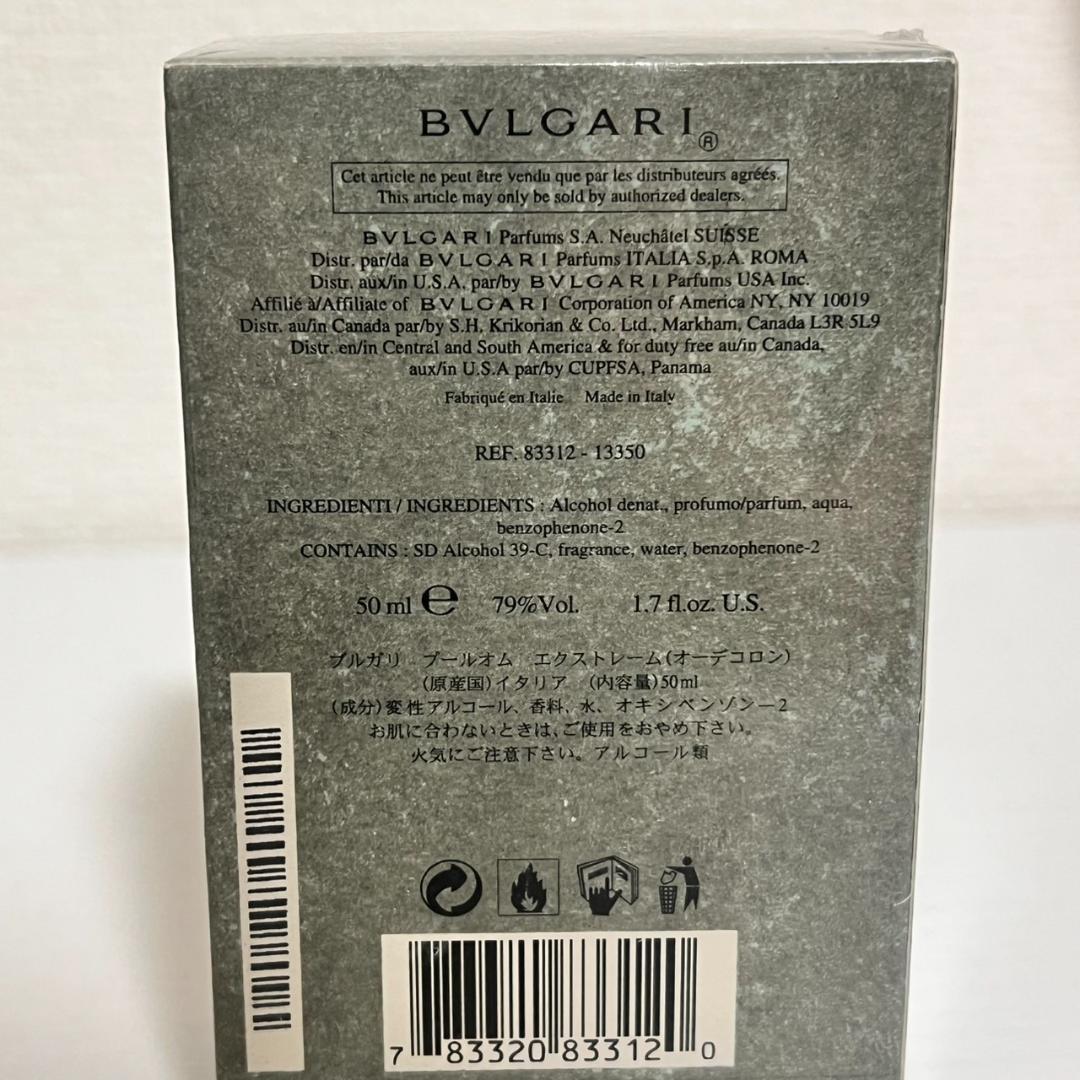 BVLGARI®
Cet article ne peut être vendu que par les distributeurs agréés.
This article may only be sold by authorized dealers.
BVLGARI Parfums S.A. Neuchâtel SUISSE
Distr. par/da BVLGARI Parfums ITALIA S.p.A. ROMA
Distr. aux/in U.S.A. par/by BVLGARI Parfums USA Inc.
Affilié à/Affiliate of BVLGARI Corporation of America NY, NY 10019
Distr. au/in Canada par/by S.H. Krikorian & Co. Ltd., Markham, Canada L3R 5L9
Distr. en/in Central and South America & for duty free au/in Canada,
aux/in U.S.A par/by CUPFSA, Panama
Fabriqué en Italie Made in Italy
REF. 83312 - 13350
INGREDIENTI / INGREDIENTS : Alcohol denat., profumo/parfum, aqua,
benzophenone-2
CONTAINS : SD Alcohol 39-C, fragrance, water, benzophenone-2
50 ml e 79%Vol. 1.7 fl.oz. U.S.
ブルガリ プールオム エクストレーム(オーデコロン)
(原産国)イタリア (内容量)50ml
(成分)変性アルコール、香料、水、オキシベンゾン－2
お肌に合わないときは、ご使用をおやめ下さい。
火気にご注意下さい。アルコール類
7 83320 83312 0